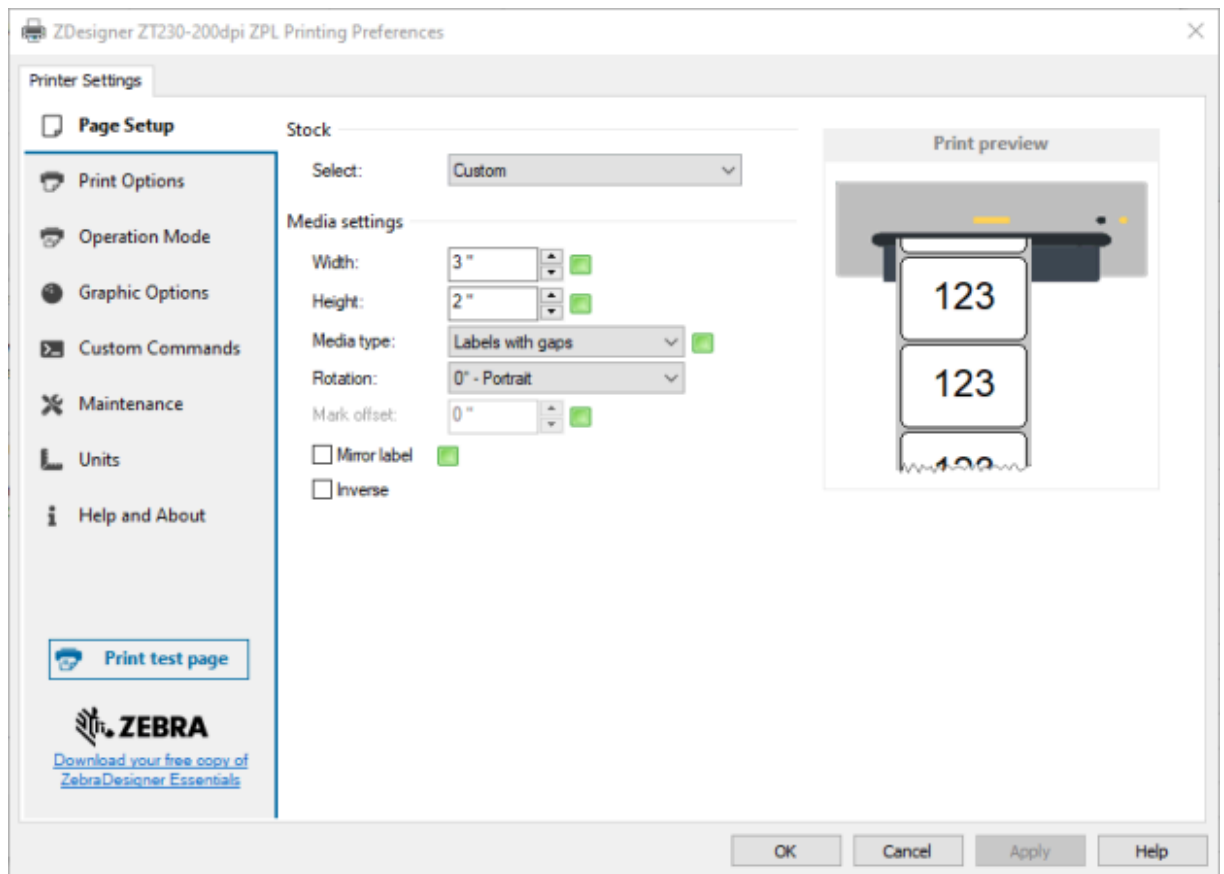 ZDesigner ZT230-200dpi ZPL Printing Preferences
Printer Settings
Page Setup
Print Options
Operation Mode
Graphic Options
Custom Commands
Maintenance
Units
Help and About
Print test page
ZEBRA
Download your free copy of
ZebraDesigner Essentials
Stock
Select: Custom
Media settings
Width: 3 "
Height: 2 "
Media type: Labels with gaps
Rotation: 0° - Portrait
Mark offset: 0 "
Mirror label
Inverse
Print preview
123
123
123
OK Cancel Apply Help